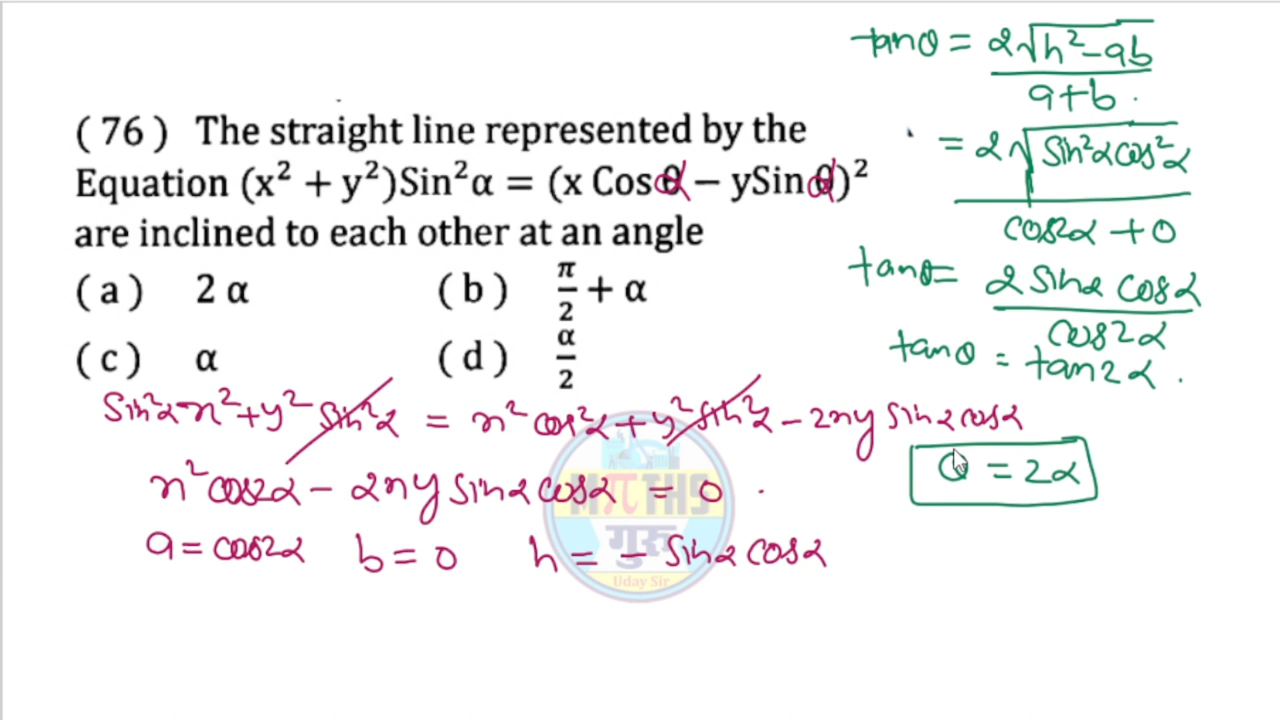 ( 76 ) The straight line represented by the
Equation (x² + y²)Sin²α = (x Cosα − ySinα)²
are inclined to each other at an angle
( a ) 2 α ( b ) π/2 + α
( c ) α ( d ) α/2
Sin²α x² + y² Sin²α = x² cos²α + y² sin²α − 2xy sinα cosα
x² cos2α − 2xy sinα cosα = 0 .
a = cos2α b = 0 h = − sinα cosα
tanθ = 2√h²−ab / a+b .
= 2√Sin²α cos²α / cos2α + 0
tanθ = 2 Sinα cosα / cos2α
tanθ = tan2α .
θ = 2α
MπTHS
गुरु
Uday Sir